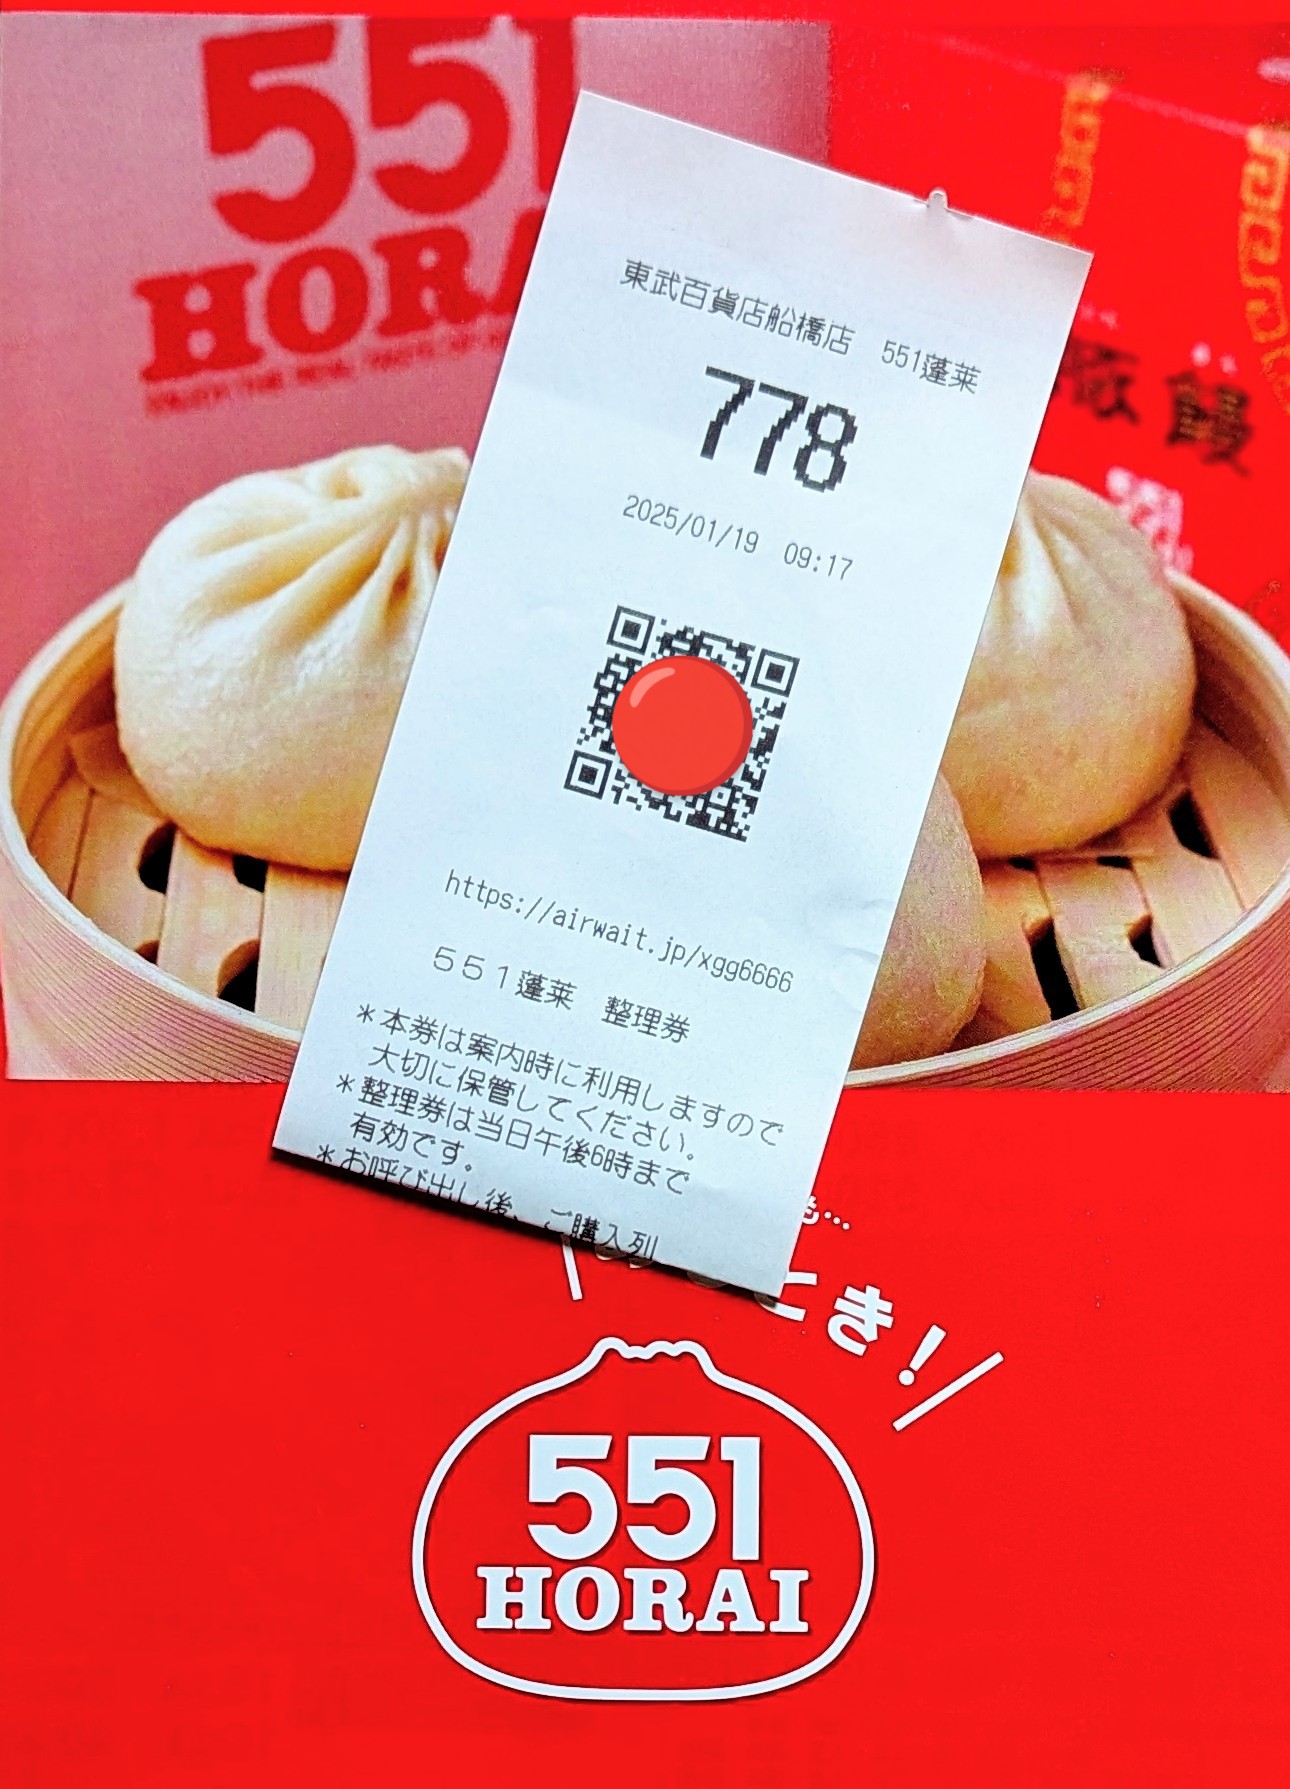 551
HORA
東武百貨店船橋店 551蓬莱
778
2025/01/19 09:17
https://airwait.jp/xgg6666
551蓬莱 整理券
*本券は案内時に利用しますので
大切に保管してください。
*整理券は当日午後6時まで
有効です。
*お呼び出し後、ご購入列
とき!
551
HORAI